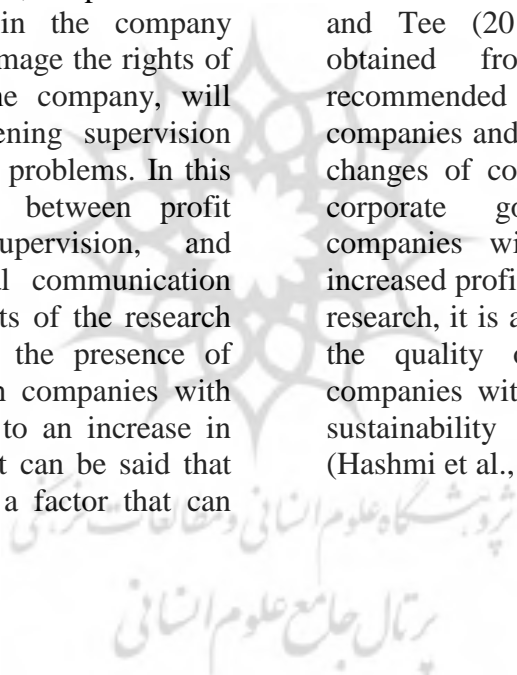 in the company
mage the rights of
he company, will
ening supervision
problems. In this
between profit
upervision, and
l communication
ts of the research
the presence of
n companies with
to an increase in
t can be said that
a factor that can
and Tee (20
obtained fro
recommended
companies and
changes of co
corporate go
companies wi
increased profi
research, it is a
the quality o
companies wit
sustainability
(Hashmi et al.,
پژوهشگاه علوم انسانی و مطالعات فرهنگی
پرتال جامع علوم انسانی